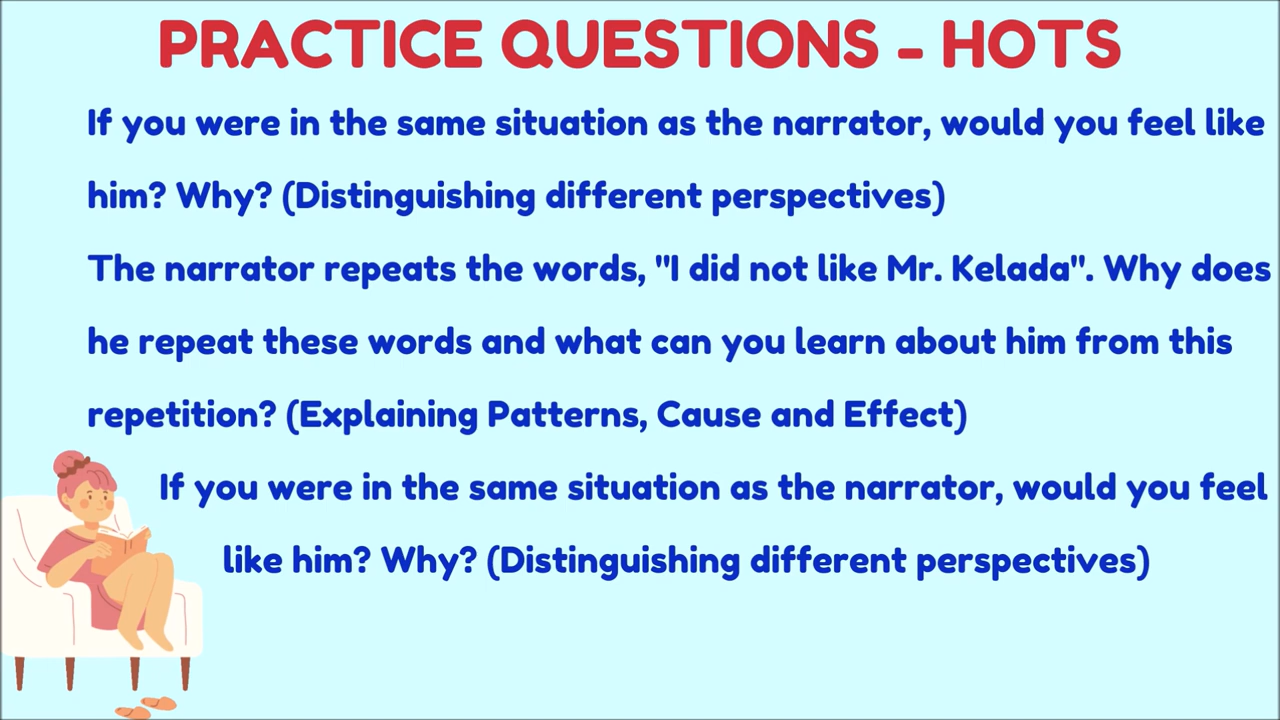 PRACTICE QUESTIONS - HOTS
If you were in the same situation as the narrator, would you feel like
him? Why? (Distinguishing different perspectives)
The narrator repeats the words, "I did not like Mr. Kelada". Why does
he repeat these words and what can you learn about him from this
repetition? (Explaining Patterns, Cause and Effect)
If you were in the same situation as the narrator, would you feel
like him? Why? (Distinguishing different perspectives)